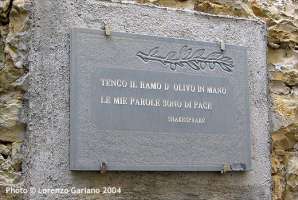 TENGO IL RAMO D' OLIVO IN MANO
LE MIE PAROLE SONO DI PACE
SHAKESPEARE
Photo © Lorenzo Gariano 2004